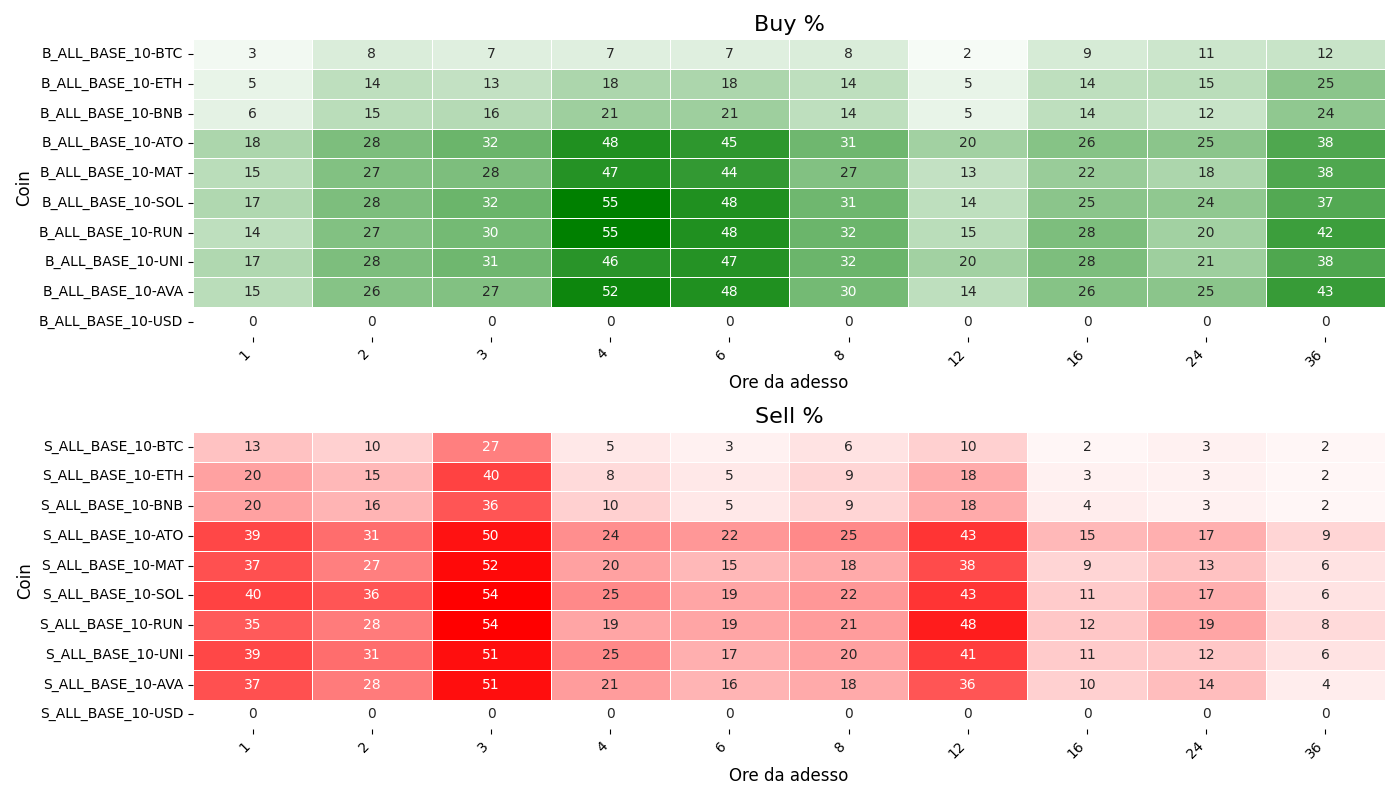 Buy %
Coin
B_ALL_BASE_10-BTC 3 8 7 7 7 8 2 9 11 12
B_ALL_BASE_10-ETH 5 14 13 18 18 14 5 14 15 25
B_ALL_BASE_10-BNB 6 15 16 21 21 14 5 14 12 24
B_ALL_BASE_10-ATO 18 28 32 48 45 31 20 26 25 38
B_ALL_BASE_10-MAT 15 27 28 47 44 27 13 22 18 38
B_ALL_BASE_10-SOL 17 28 32 55 48 31 14 25 24 37
B_ALL_BASE_10-RUN 14 27 30 55 48 32 15 28 20 42
B_ALL_BASE_10-UNI 17 28 31 46 47 32 20 28 21 38
B_ALL_BASE_10-AVA 15 26 27 52 48 30 14 26 25 43
B_ALL_BASE_10-USD 0 0 0 0 0 0 0 0 0 0
1 2 3 4 6 8 12 16 24 36
Ore da adesso
Sell %
Coin
S_ALL_BASE_10-BTC 13 10 27 5 3 6 10 2 3 2
S_ALL_BASE_10-ETH 20 15 40 8 5 9 18 3 3 2
S_ALL_BASE_10-BNB 20 16 36 10 5 9 18 4 3 2
S_ALL_BASE_10-ATO 39 31 50 24 22 25 43 15 17 9
S_ALL_BASE_10-MAT 37 27 52 20 15 18 38 9 13 6
S_ALL_BASE_10-SOL 40 36 54 25 19 22 43 11 17 6
S_ALL_BASE_10-RUN 35 28 54 19 19 21 48 12 19 8
S_ALL_BASE_10-UNI 39 31 51 25 17 20 41 11 12 6
S_ALL_BASE_10-AVA 37 28 51 21 16 18 36 10 14 4
S_ALL_BASE_10-USD 0 0 0 0 0 0 0 0 0 0
1 2 3 4 6 8 12 16 24 36
Ore da adesso